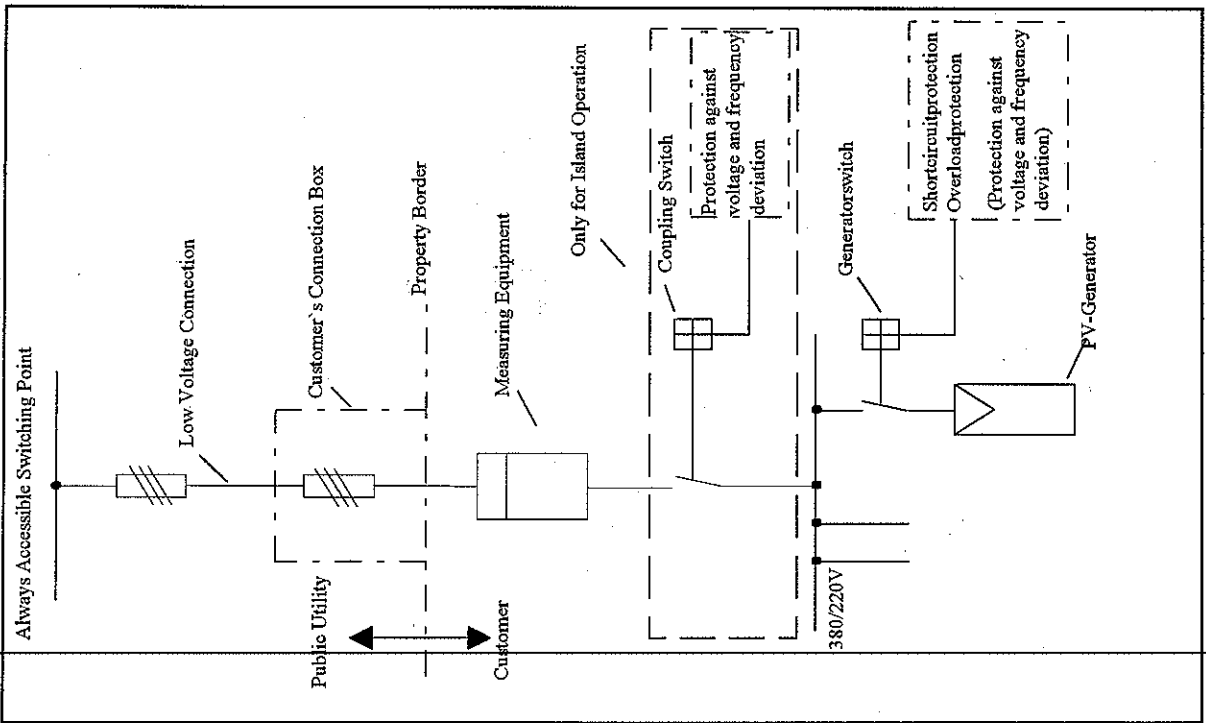 Always Accessible Switching Point
Low Voltage Connection
Customer`s Connection Box
Public Utility
Property Border
Customer
Measuring Equipment
Only for Island Operation
Coupling Switch
Protection against
voltage and frequency
deviation
380/220V
Generatorswitch
Shortcircuitprotection
Overloadprotection
(Protection against
voltage and frequency
deviation)
PV-Generator